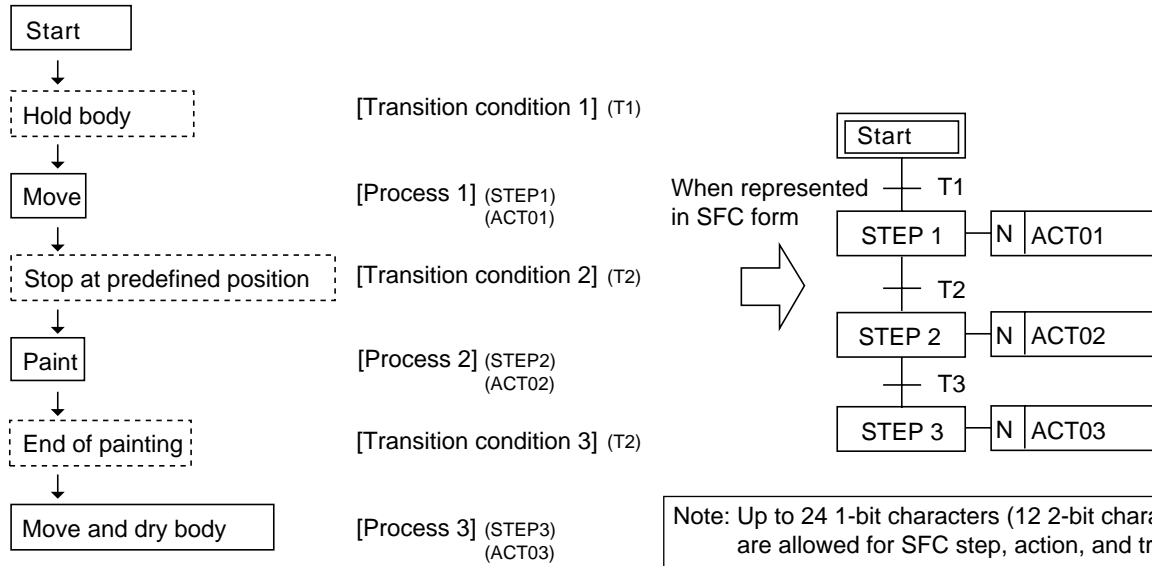 Start
Hold body
[Transition condition 1] (T1)
Move
[Process 1] (STEP1)
(ACT01)
Stop at predefined position
[Transition condition 2] (T2)
Paint
[Process 2] (STEP2)
(ACT02)
End of painting
[Transition condition 3] (T2)
Move and dry body
[Process 3] (STEP3)
(ACT03)
When represented
in SFC form
Start
T1
STEP 1 N ACT01
T2
STEP 2 N ACT02
T3
STEP 3 N ACT03
Note: Up to 24 1-bit characters (12 2-bit
are allowed for SFC step, action, and